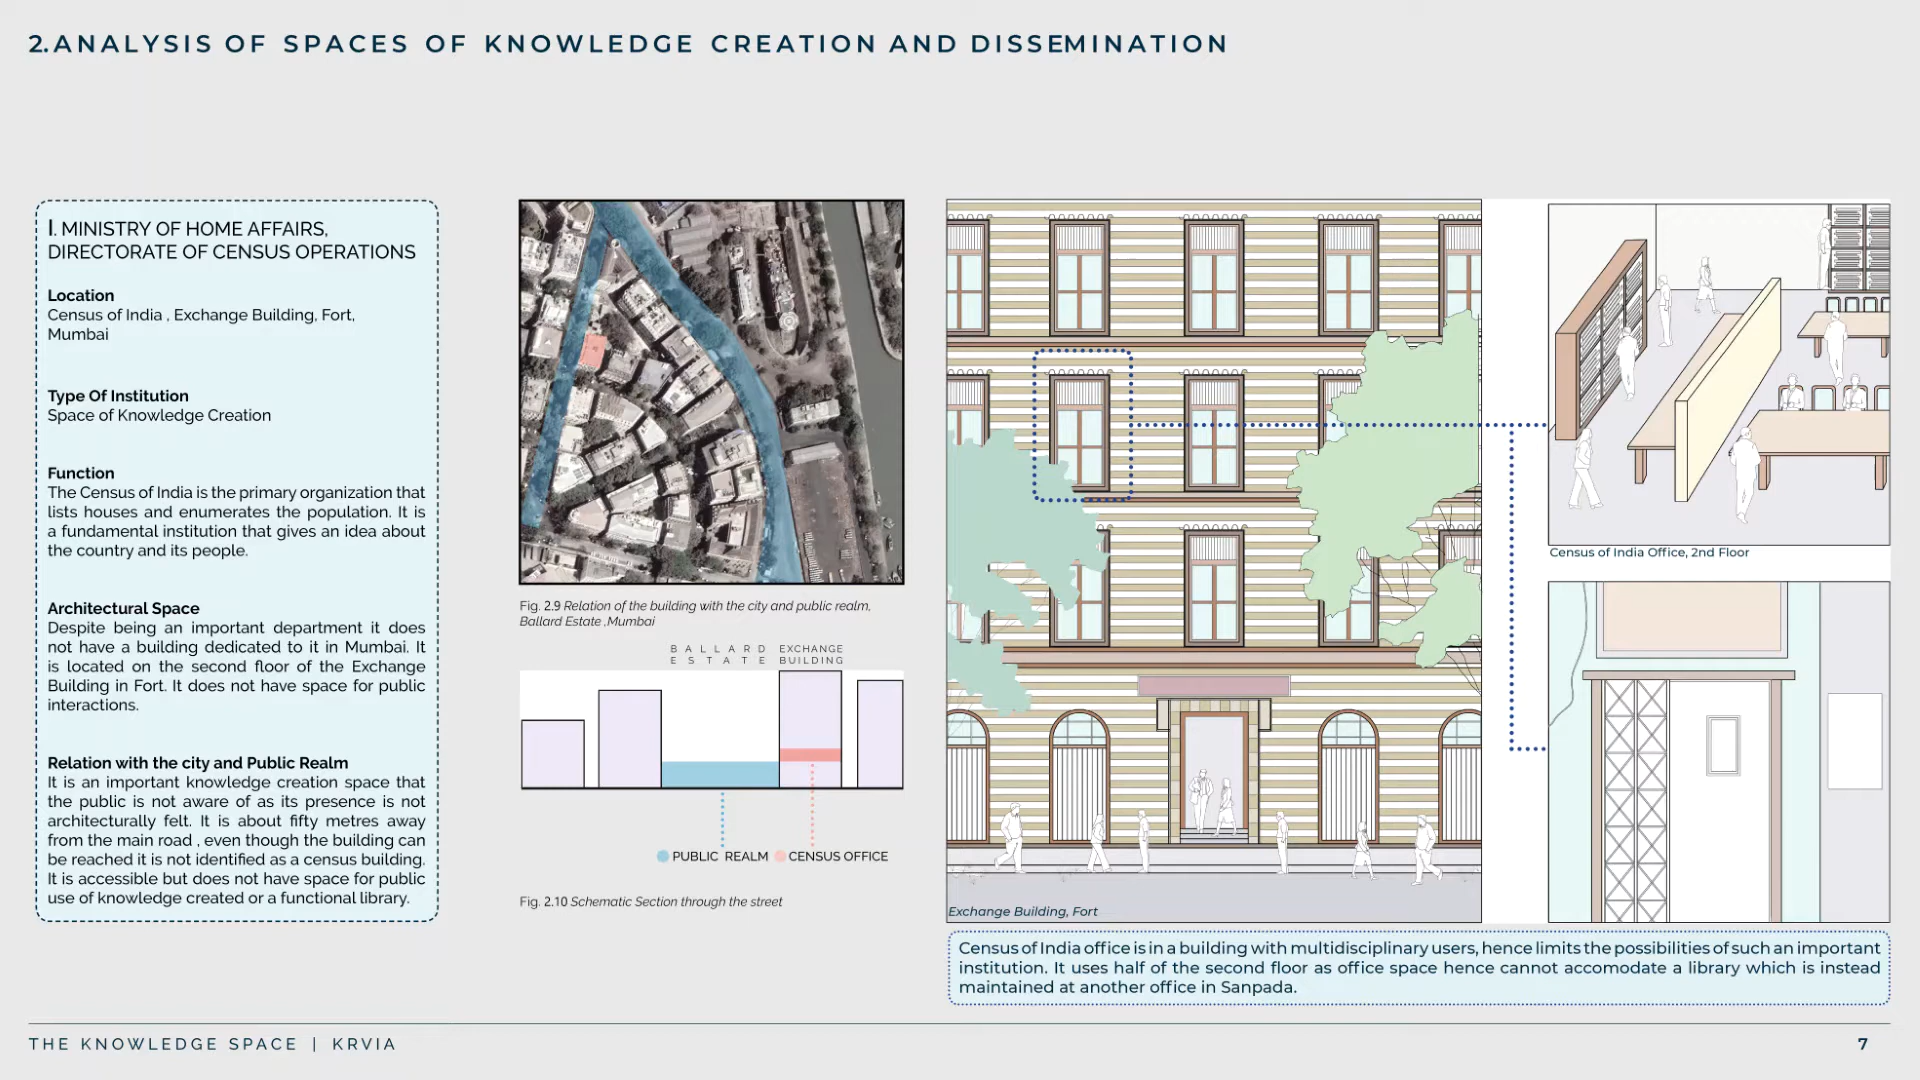 2.ANALYSIS OF SPACES OF KNOWLEDGE CREATION AND DISSEMINATION
I. MINISTRY OF HOME AFFAIRS,
DIRECTORATE OF CENSUS OPERATIONS
Location
Census of India , Exchange Building, Fort,
Mumbai
Type Of Institution
Space of Knowledge Creation
Function
The Census of India is the primary organization that
lists houses and enumerates the population. It is
a fundamental institution that gives an idea about
the country and its people.
Architectural Space
Despite being an important department it does
not have a building dedicated to it in Mumbai. It
is located on the second floor of the Exchange
Building in Fort. It does not have space for public
interactions.
Relation with the city and Public Realm
It is an important knowledge creation space that
the public is not aware of as its presence is not
architecturally felt. It is about fifty metres away
from the main road , even though the building can
be reached it is not identified as a census building.
It is accessible but does not have space for public
use of knowledge created or a functional library.
Fig. 2.9 Relation of the building with the city and public realm,
Ballard Estate ,Mumbai
BALLARD
ESTATE
EXCHANGE
BUILDING
PUBLIC REALM
CENSUS OFFICE
Fig. 2.10 Schematic Section through the street
Exchange Building, Fort
Census of India Office, 2nd Floor
Census of India office is in a building with multidisciplinary users, hence limits the possibilities of such an important
institution. It uses half of the second floor as office space hence cannot accomodate a library which is instead
maintained at another office in Sanpada.
THE KNOWLEDGE SPACE | KRVIA
7